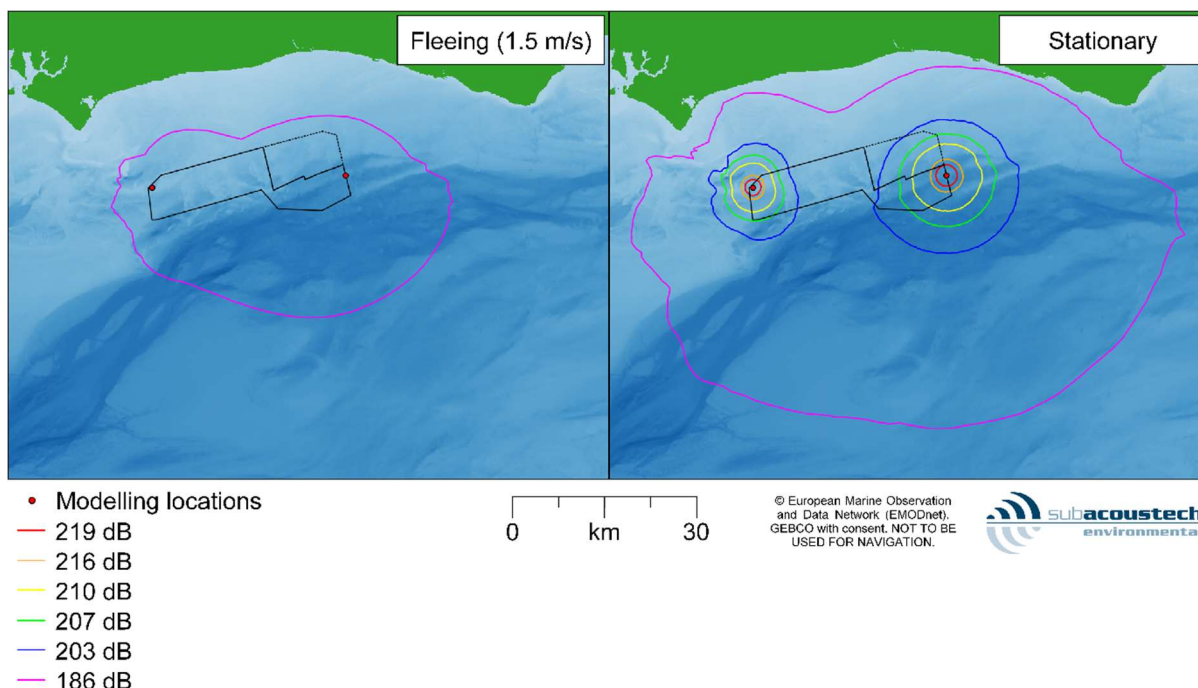 Fleeing (1.5 m/s)
Stationary
Modelling locations
219 dB
216 dB
210 dB
207 dB
203 dB
186 dB
0 km 30
© European Marine Observation
and Data Network (EMODnet).
GEBCO with consent. NOT TO BE
USED FOR NAVIGATION.
subacoustech
environmental